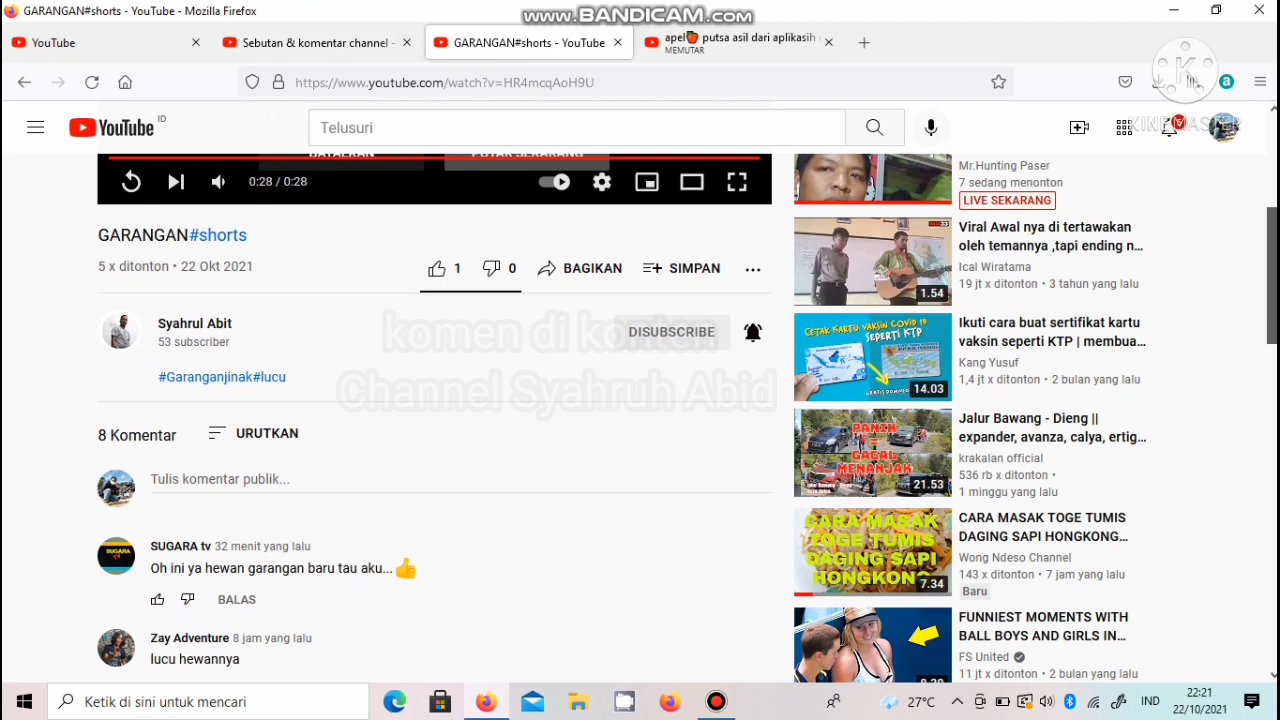 GARANGAN#shorts - YouTube - Mozilla Firefox
WWW.BANDICAM.COM
YouTube
Sebutan & komentar channel -
GARANGAN#shorts - YouTube
apel🍎 putsa asil dari aplikasih
MEMUTAR
https://www.youtube.com/watch?v=HR4mcqAoH9U
YouTube ID
Telusuri
KINEMASTER
0:28 / 0:28
GARANGAN#shorts
5 x ditonton • 22 Okt 2021
1
0
BAGIKAN
SIMPAN
Syahrul Abit
53 subscriber
DISUBSCRIBE
#Garanganjinak#lucu
8 Komentar
URUTKAN
Tulis komentar publik...
SUGARA tv 32 menit yang lalu
Oh ini ya hewan garangan baru tau aku...👍
BALAS
Zay Adventure 8 jam yang lalu
lucu hewannya
Mr.Hunting Paser
7 sedang menonton
LIVE SEKARANG
Viral Awal nya di tertawakan
oleh temannya ,tapi ending n...
Ical Wiratama
19 jt x ditonton • 3 tahun yang lalu
1.54
CETAK KARTU VAKSIN COVID 19
SEPERTI KTP
14.03
Ikuti cara buat sertifikat kartu
vaksin seperti KTP | membua...
Kang Yusuf
1,4 jt x ditonton • 2 bulan yang lalu
PANIK
=
GAGAL
MENANJAK
21.53
Jalur Bawang - Dieng ||
expander, avanza, calya, ertig...
krakalan official
536 rb x ditonton •
1 minggu yang lalu
CARA MASAK
TOGE TUMIS
DAGING SAPI
HONGKONG
7.34
CARA MASAK TOGE TUMIS
DAGING SAPI HONGKONG...
Wong Ndeso Channel
143 x ditonton • 7 jam yang lalu
Baru
FUNNIEST MOMENTS WITH
BALL BOYS AND GIRLS IN...
FS United
11 jt x ditonton • 2 bulan yang lalu
Ketik di sini untuk mencari
27°C
IND
22:21
22/10/2021